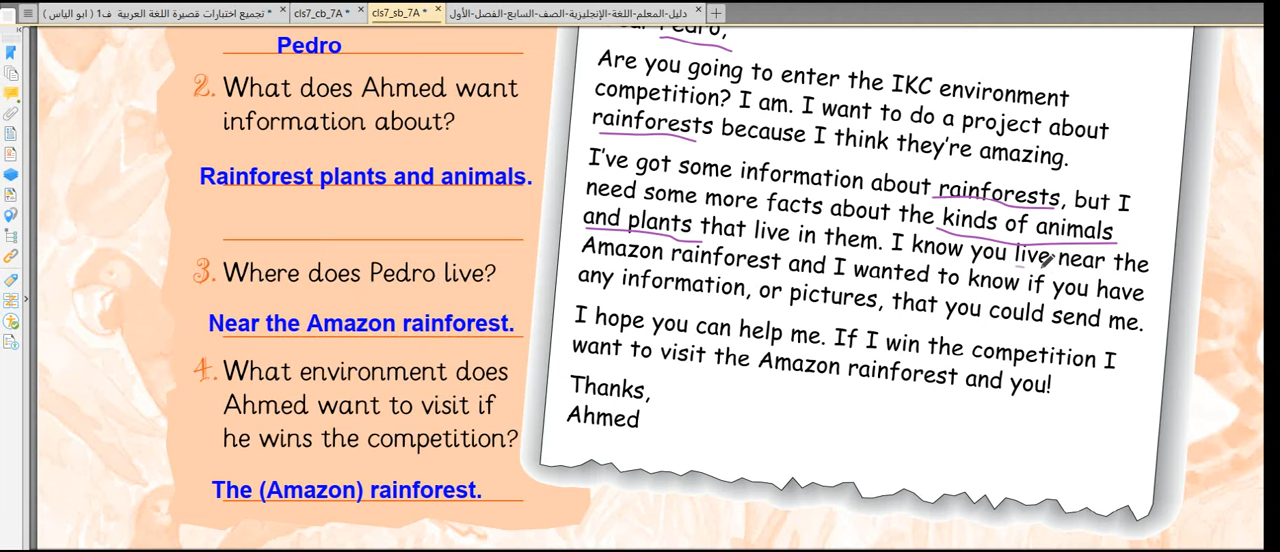 تجميع اختبارات قصيرة اللغة العربية ف1 ( ابو الياس ) *
cls7_cb_7A *
cls7_sb_7A *
دليل-المعلم-اللغة-الإنجليزية-الصف-السابع-الفصل-الأول
Pedro
2. What does Ahmed want
information about?
Rainforest plants and animals.
3. Where does Pedro live?
Near the Amazon rainforest.
4. What environment does
Ahmed want to visit if
he wins the competition?
The (Amazon) rainforest.
Pedro,
Are you going to enter the IKC environment
competition? I am. I want to do a project about
rainforests because I think they're amazing.
I've got some information about rainforests, but I
need some more facts about the kinds of animals
and plants that live in them. I know you live near the
Amazon rainforest and I wanted to know if you have
any information, or pictures, that you could send me.
I hope you can help me. If I win the competition I
want to visit the Amazon rainforest and you!
Thanks,
Ahmed